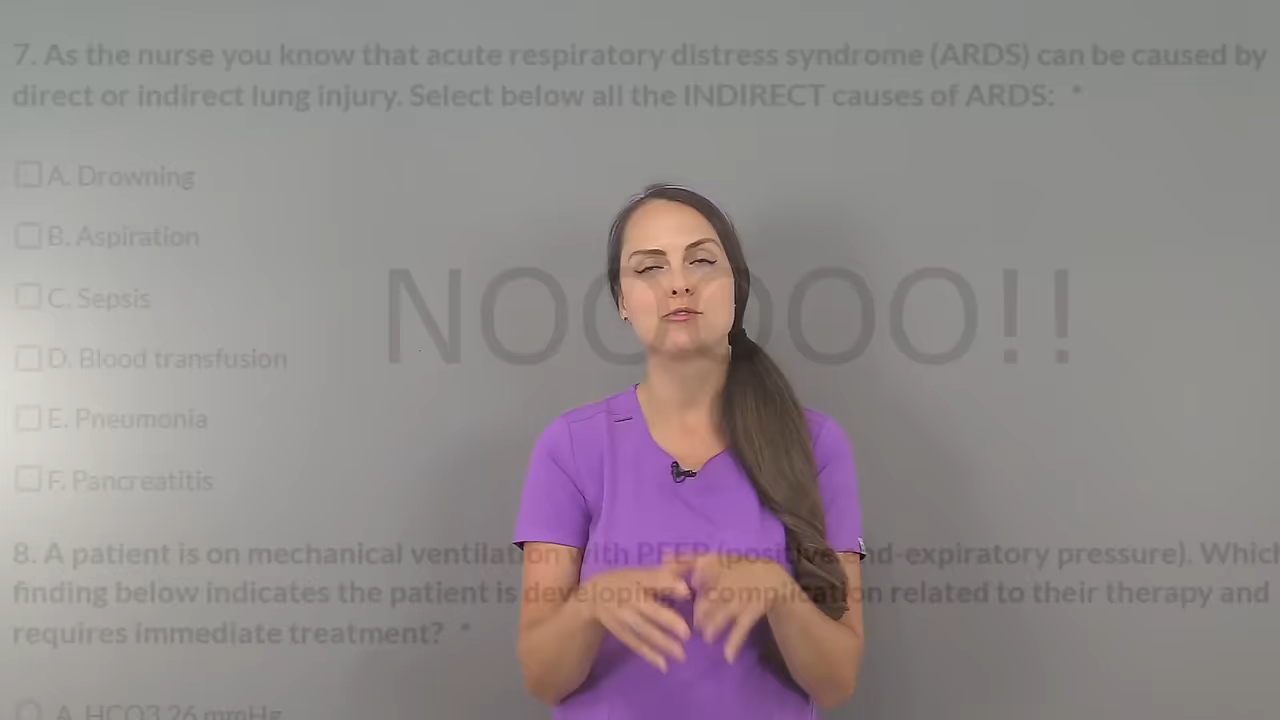 7. As the nurse you know that acute respiratory distress syndrome (ARDS) can be caused by
direct or indirect lung injury. Select below all the INDIRECT causes of ARDS: *
A. Drowning
B. Aspiration
C. Sepsis
NOOOOOO!!
D. Blood transfusion
E. Pneumonia
F. Pancreatitis
8. A patient is on mechanical ventilation with PEEP (positive end-expiratory pressure). Which
finding below indicates the patient is developing a complication related to their therapy and
requires immediate treatment? *
A. HCO3 26 mmHg